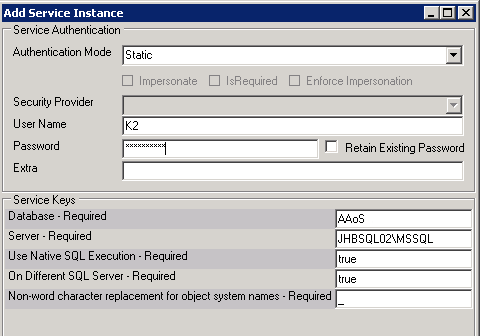 Add Service Instance
Service Authentication
Authentication Mode Static
Impersonate IsRequired Enforce Impersonation
Security Provider
User Name K2
Password ********** Retain Existing Password
Extra
Service Keys
Database - Required AAoS
Server - Required JHBSQL02\MSSQL
Use Native SQL Execution - Required true
On Different SQL Server - Required true
Non-word character replacement for object system names - Required _